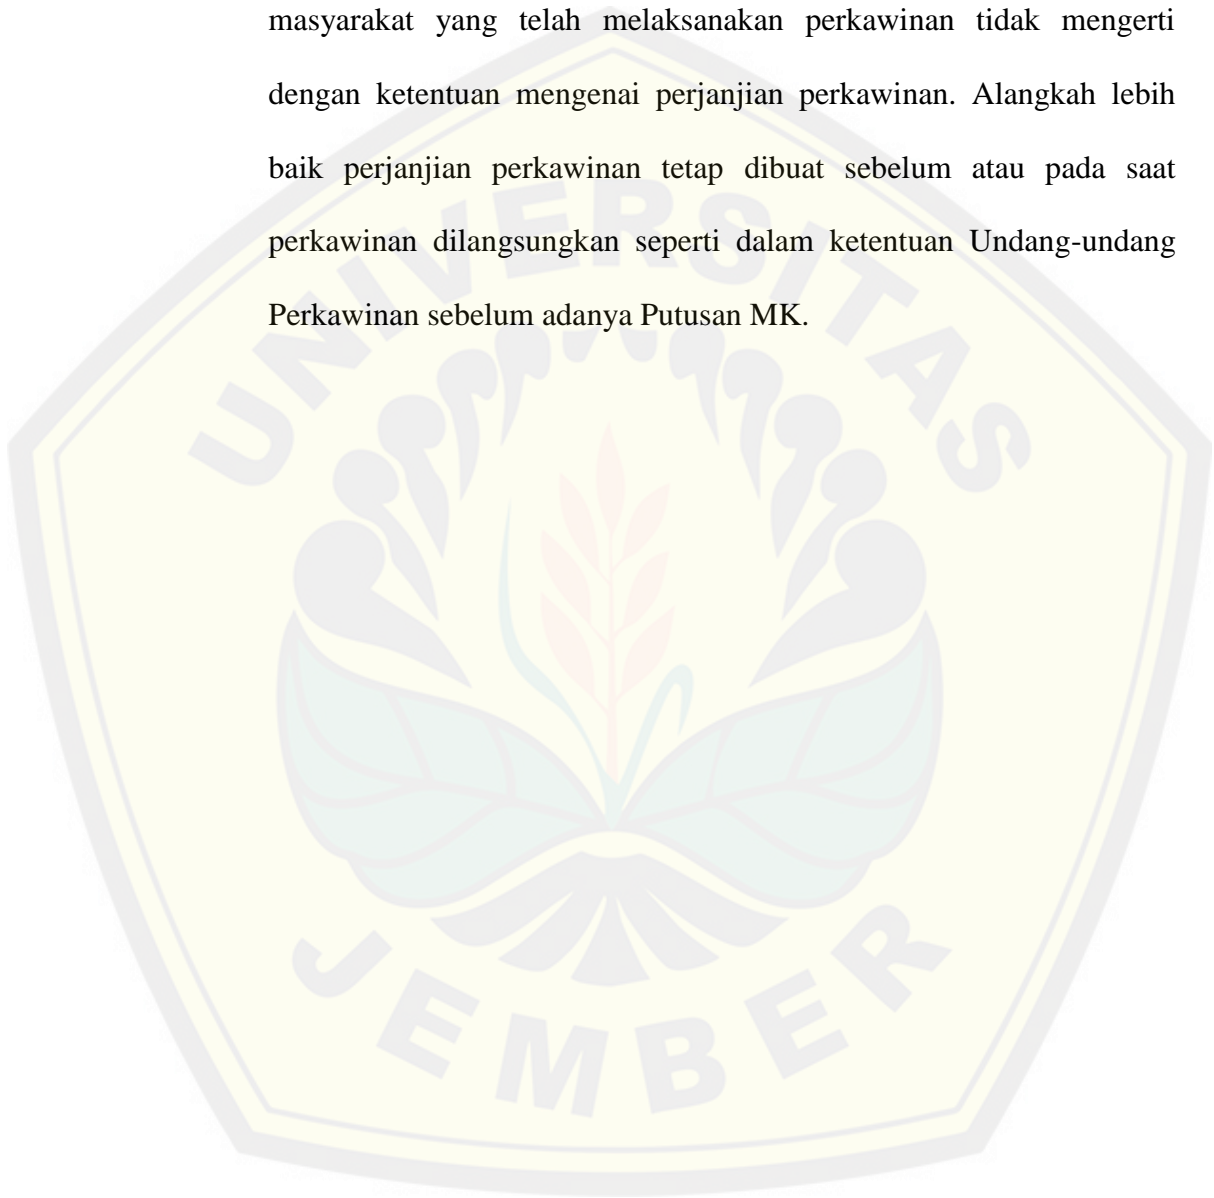 masyarakat yang telah melaksanakan perkawinan tidak mengerti
dengan ketentuan mengenai perjanjian perkawinan. Alangkah lebih
baik perjanjian perkawinan tetap dibuat sebelum atau pada saat
perkawinan dilangsungkan seperti dalam ketentuan Undang-undang
Perkawinan sebelum adanya Putusan MK.
UNIVERSITAS
JEMBER